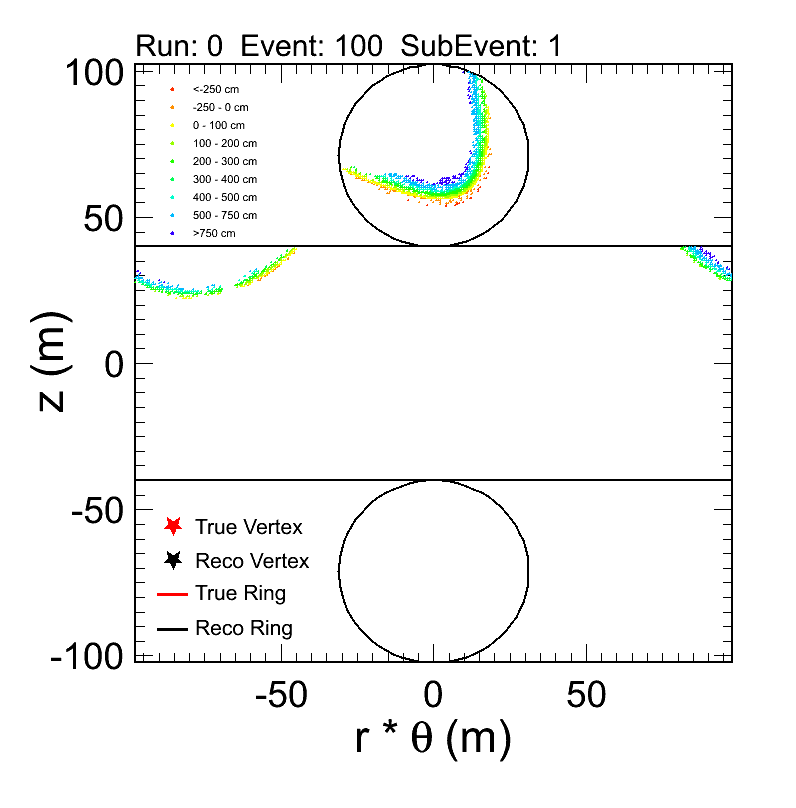 Run: 0 Event: 100 SubEvent: 1
100
<-250 cm
-250 - 0 cm
0 - 100 cm
100 - 200 cm
200 - 300 cm
300 - 400 cm
400 - 500 cm
500 - 750 cm
>750 cm
50
0
z (m)
-50
True Vertex
Reco Vertex
True Ring
Reco Ring
-100
-50 0 50
r * θ (m)